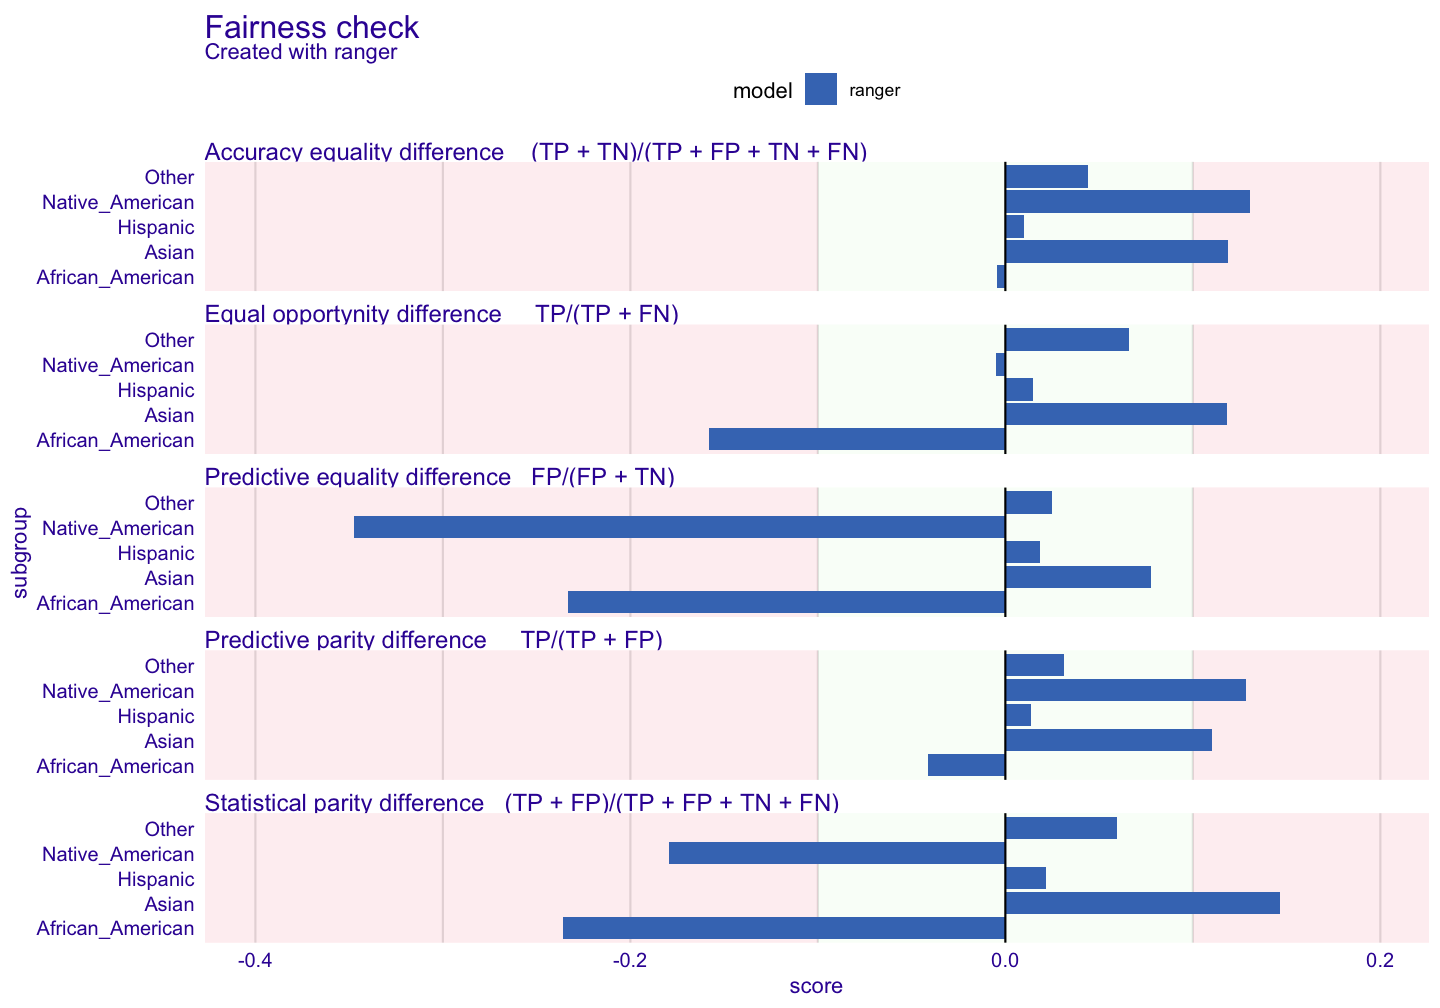 Fairness check
Created with ranger
model ranger
Accuracy equality difference (TP + TN)/(TP + FP + TN + FN)
Other
Native_American
Hispanic
Asian
African_American
Equal opportynity difference TP/(TP + FN)
Other
Native_American
Hispanic
Asian
African_American
Predictive equality difference FP/(FP + TN)
Other
Native_American
Hispanic
Asian
African_American
subgroup
Predictive parity difference TP/(TP + FP)
Other
Native_American
Hispanic
Asian
African_American
Statistical parity difference (TP + FP)/(TP + FP + TN + FN)
Other
Native_American
Hispanic
Asian
African_American
-0.4 -0.2 0.0 0.2
score